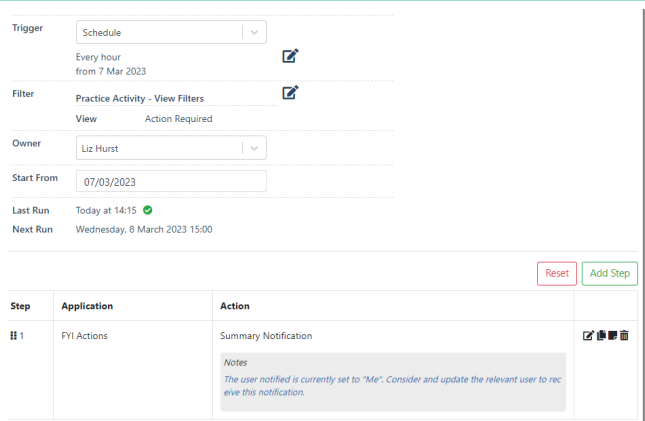 Trigger
Schedule
Every hour
from 7 Mar 2023
Filter
Practice Activity - View Filters
View Action Required
Owner
Liz Hurst
Start From
07/03/2023
Last Run Today at 14:15
Next Run Wednesday, 8 March 2023 15:00
Reset Add Step
Step Application Action
1 FYI Actions Summary Notification
Notes
The user notified is currently set to "Me". Consider and update the relevant user to rec
eive this notification.